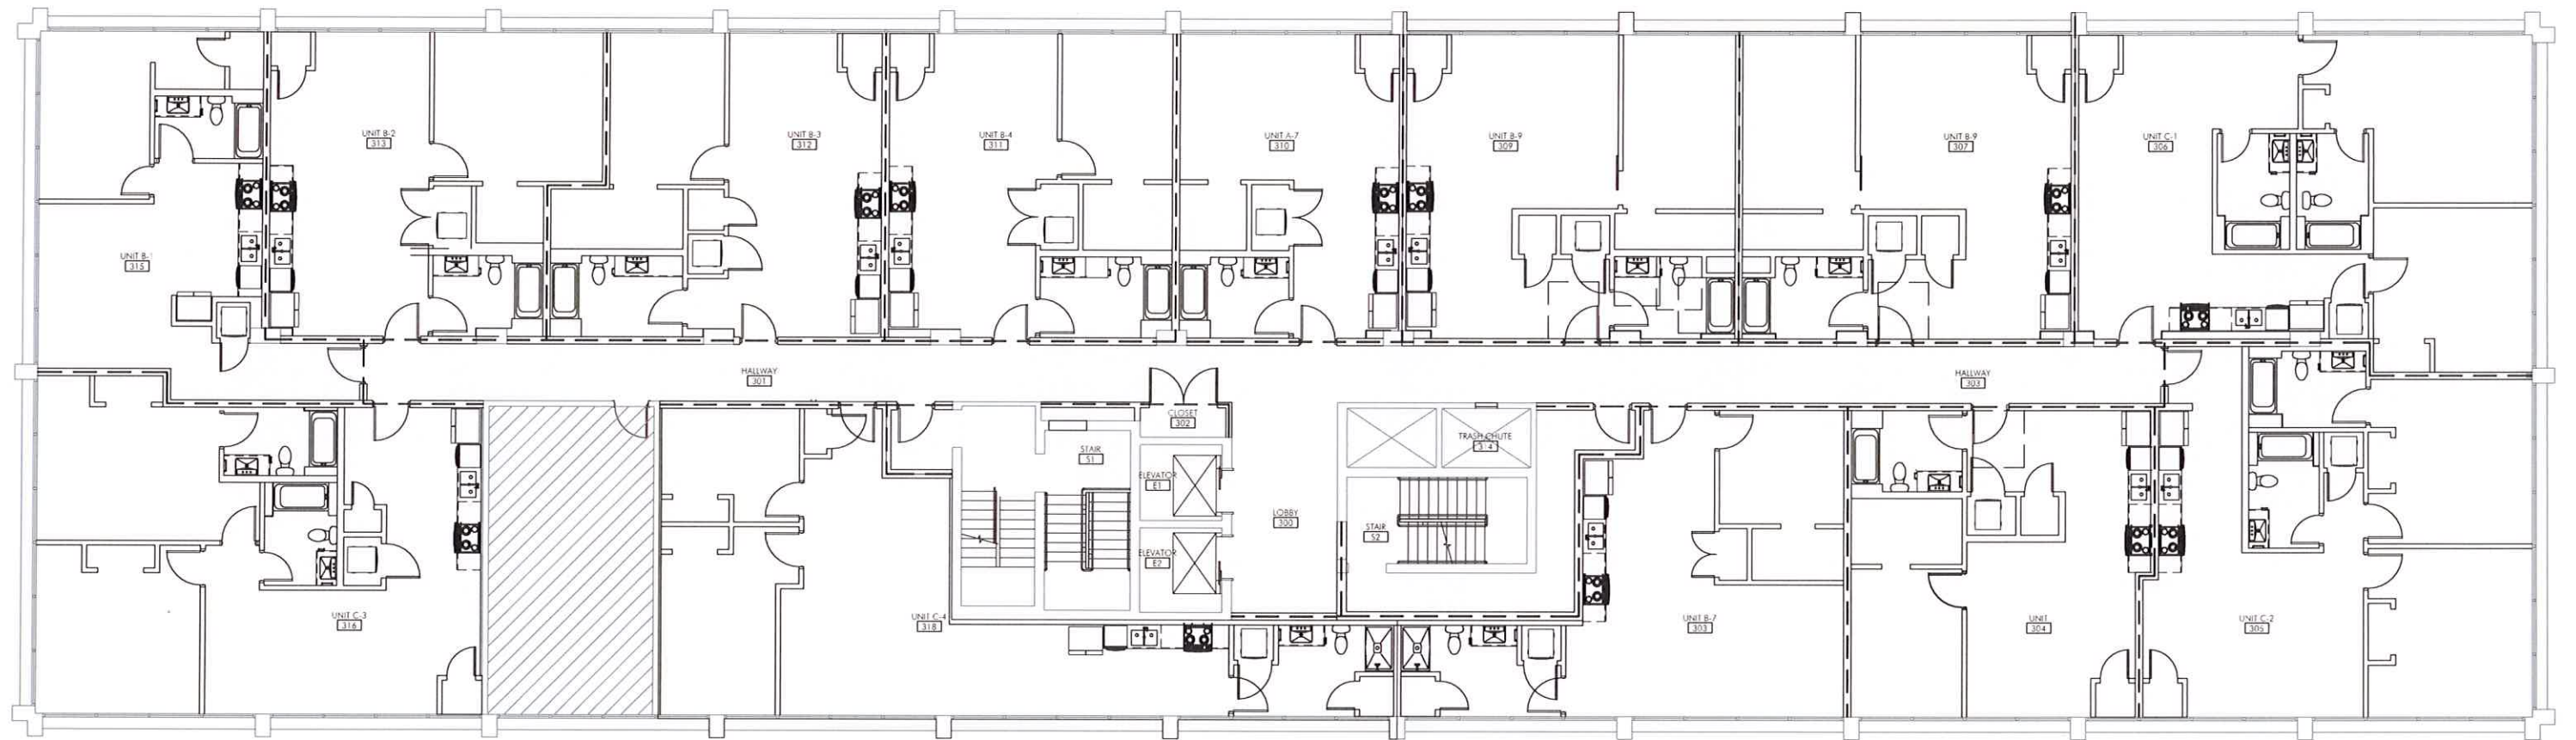 UNIT B-2
313
UNIT B-3
312
UNIT B-4
311
UNIT A-7
310
UNIT B-9
309
UNIT B-9
307
UNIT C-1
306
UNIT B-1
315
HALLWAY
301
HALLWAY
303
CLOSET
302
STAIR
S1
TRASH CHUTE
314
ELEVATOR
E1
LOBBY
300
STAIR
S2
ELEVATOR
E2
UNIT C-3
316
UNIT C-4
318
UNIT B-7
303
UNIT
304
UNIT C-2
305